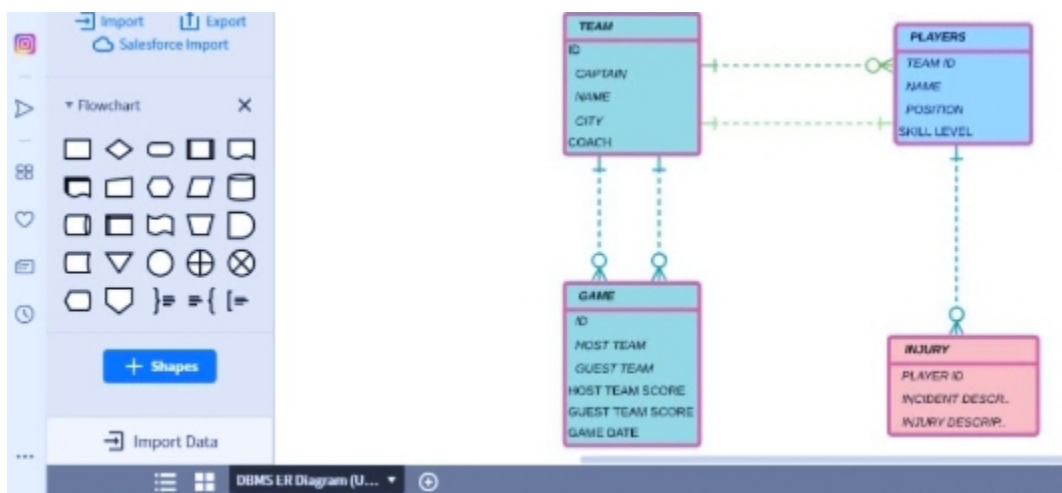 Import Export
Salesforce Import
Flowchart
+ Shapes
Import Data
DBMS ER Diagram (U...
TEAM
ID
CAPTAIN
NAME
CITY
COACH
PLAYERS
TEAM ID
NAME
POSITION
SKILL LEVEL
GAME
ID
HOST TEAM
GUEST TEAM
HOST TEAM SCORE
GUEST TEAM SCORE
GAME DATE
INJURY
PLAYER ID
INCIDENT DESCR..
INJURY DESCRIP..